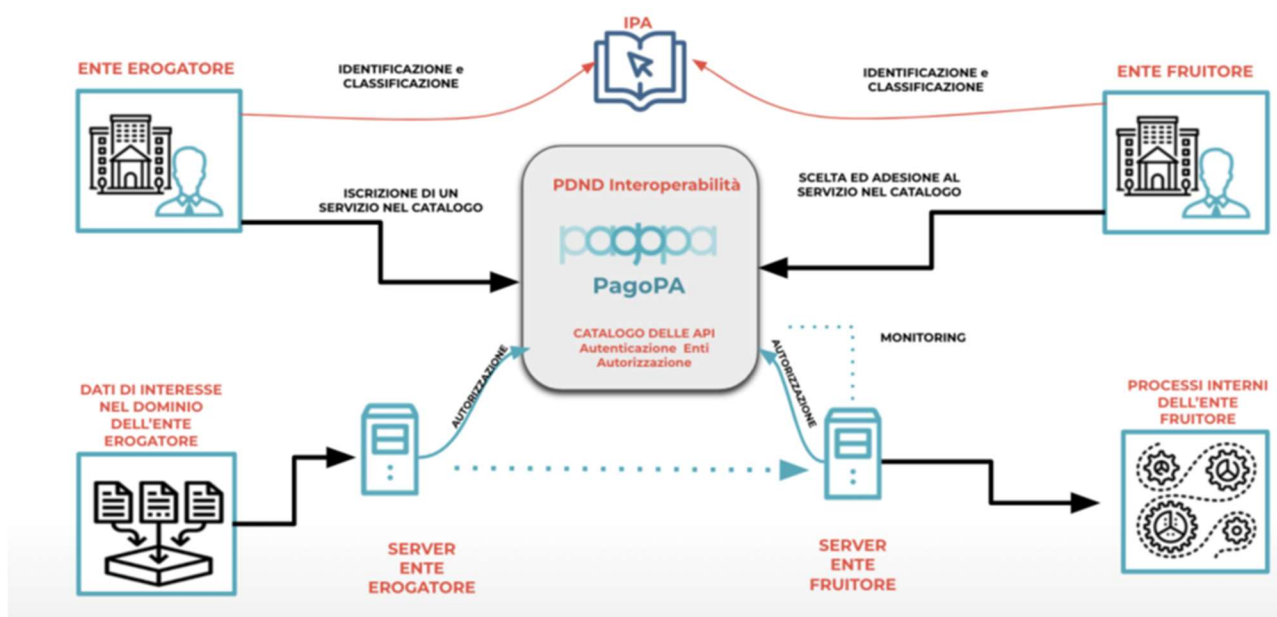 IPA
ENTE EROGATORE
IDENTIFICAZIONE e
CLASSIFICAZIONE
IDENTIFICAZIONE e
CLASSIFICAZIONE
ENTE FRUITORE
ISCRIZIONE DI UN
SERVIZIO NEL CATALOGO
PDND Interoperabilità
pagopa
PagoPA
CATALOGO DELLE API
Autenticazione Enti
Autorizzazione
SCELTA ED ADESIONE AL
SERVIZIO NEL CATALOGO
MONITORING
AUTORIZZAZIONE
AUTORIZZAZIONE
DATI DI INTERESSE
NEL DOMINIO
DELL'ENTE
EROGATORE
PROCESSI INTERNI
DELL'ENTE
FRUITORE
SERVER
ENTE
EROGATORE
SERVER
ENTE
FRUITORE